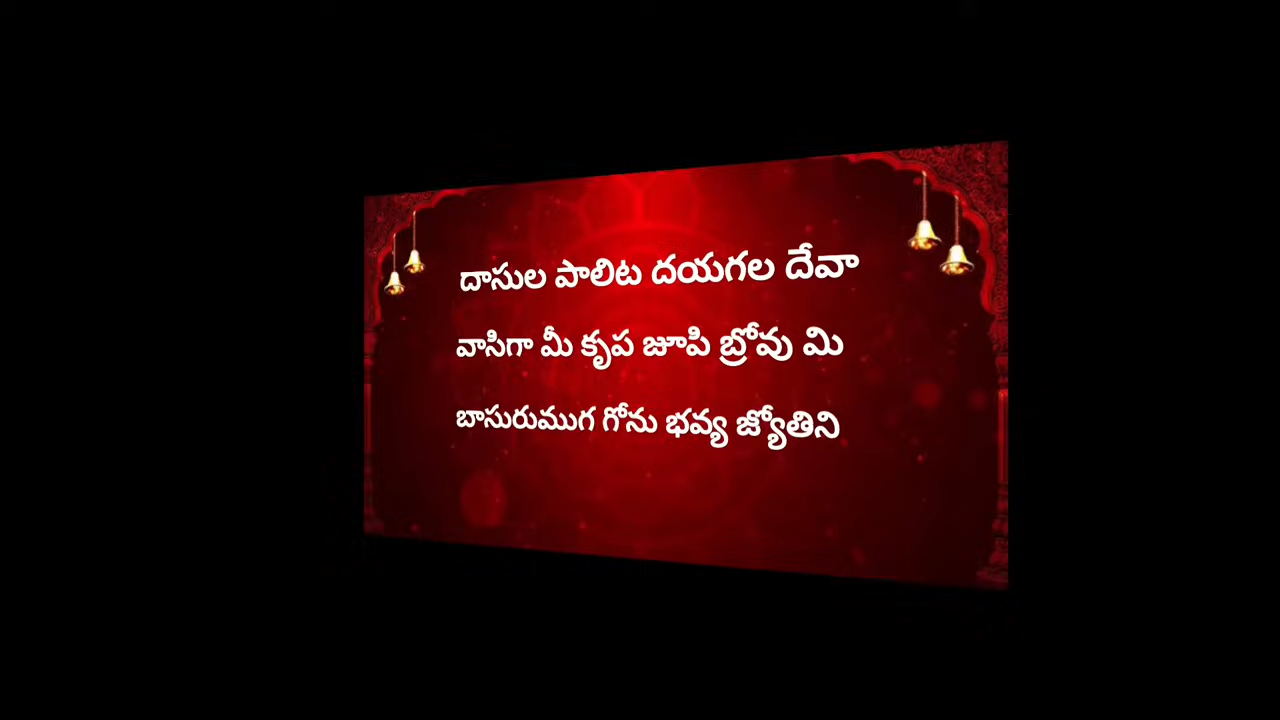 దాసుల పాలిట దయగల దేవా
వాసిగా మీ కృప జూపి బ్రోవు మి
బాసురుముగ గోను భవ్య జ్యోతిని